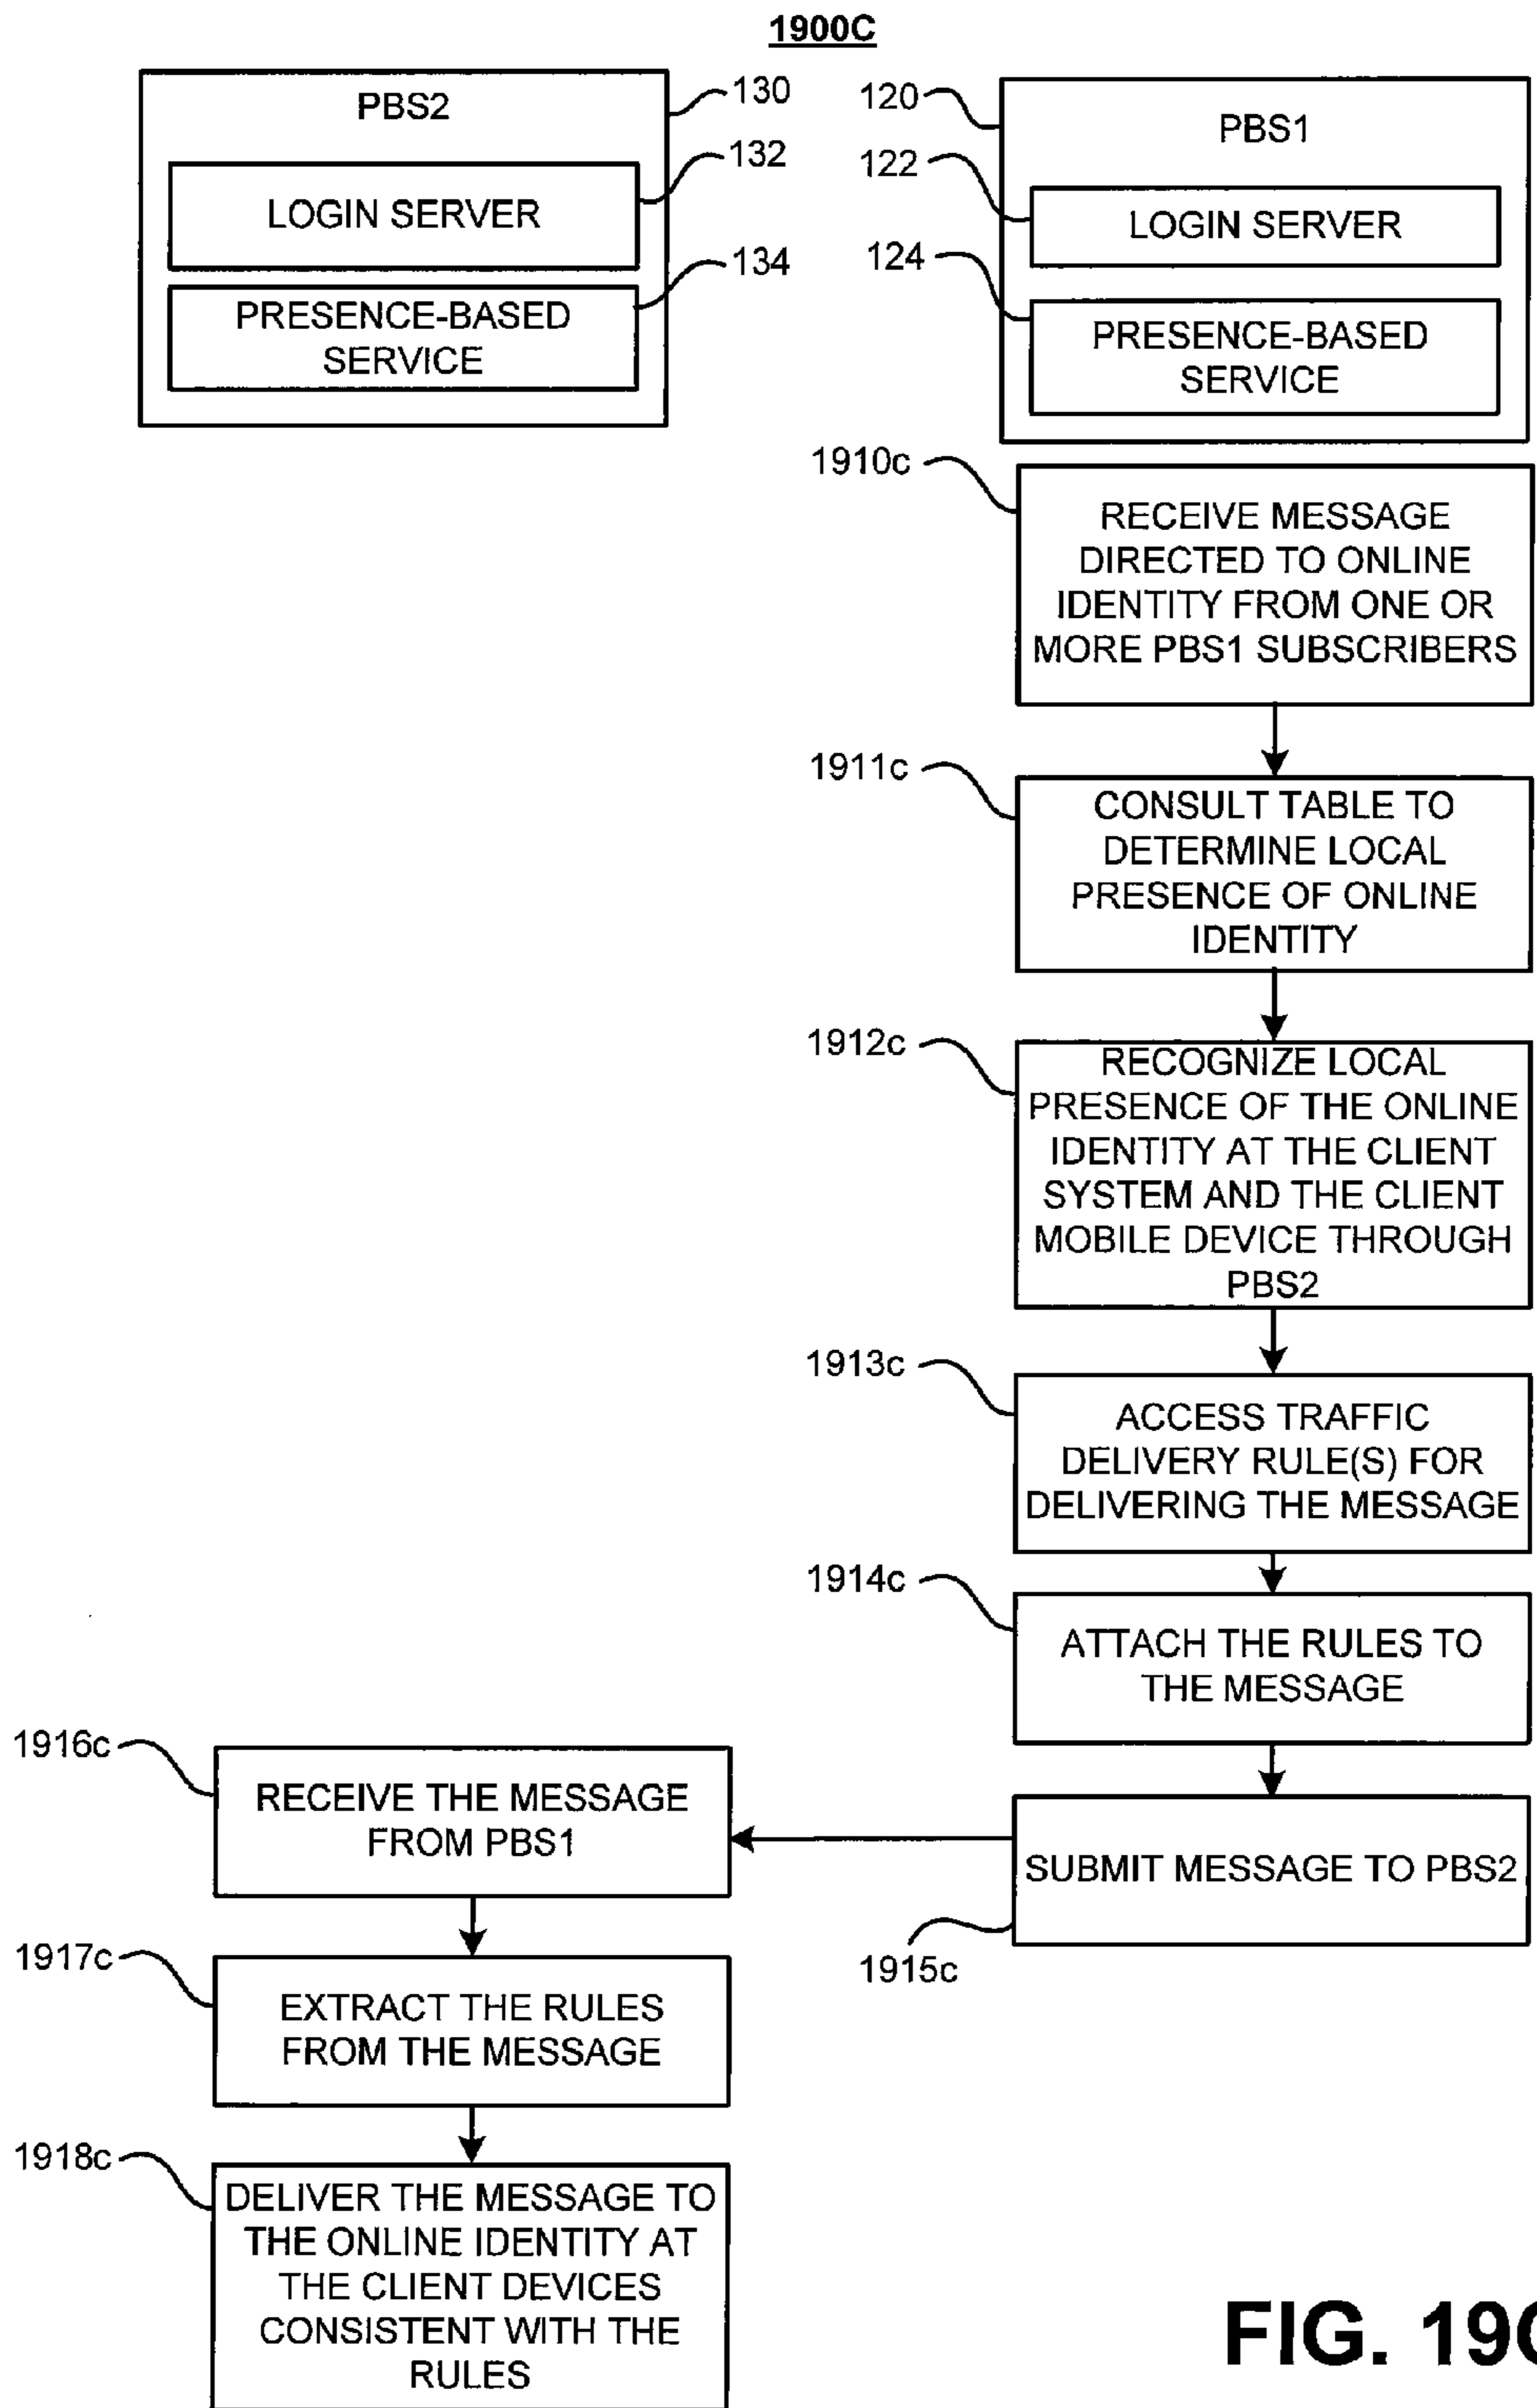 1900C
PBS2
130
132
LOGIN SERVER
134
PRESENCE-BASED
SERVICE
120
PBS1
122
LOGIN SERVER
124
PRESENCE-BASED
SERVICE
1910c
RECEIVE MESSAGE
DIRECTED TO ONLINE
IDENTITY FROM ONE OR
MORE PBS1 SUBSCRIBERS
1911c
CONSULT TABLE TO
DETERMINE LOCAL
PRESENCE OF ONLINE
IDENTITY
1912c
RECOGNIZE LOCAL
PRESENCE OF THE ONLINE
IDENTITY AT THE CLIENT
SYSTEM AND THE CLIENT
MOBILE DEVICE THROUGH
PBS2
1913c
ACCESS TRAFFIC
DELIVERY RULE(S) FOR
DELIVERING THE MESSAGE
1914c
ATTACH THE RULES TO
THE MESSAGE
SUBMIT MESSAGE TO PBS2
1915c
1916c
RECEIVE THE MESSAGE
FROM PBS1
1917c
EXTRACT THE RULES
FROM THE MESSAGE
1918c
DELIVER THE MESSAGE TO
THE ONLINE IDENTITY AT
THE CLIENT DEVICES
CONSISTENT WITH THE
RULES
FIG. 19C